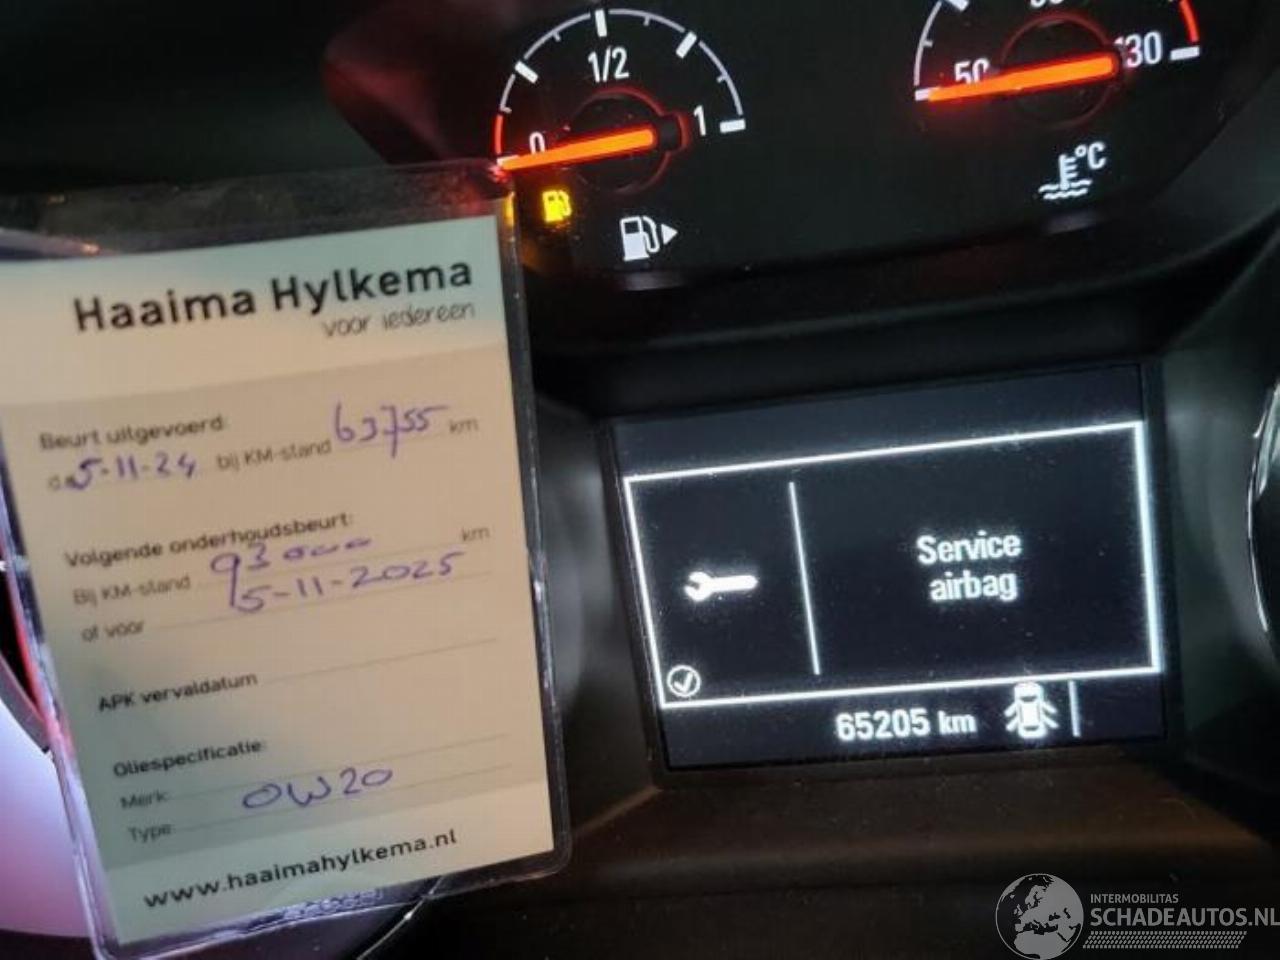 1/2
0
1
50
130
°C
Haaima Hylkema
voor iedereen
Beurt uitgevoerd:
5-11-24 bij KM-stand 63755 km
Volgende onderhoudsbeurt:
Bij KM-stand 93000 km
of vóór 5-11-2025
APK vervaldatum
Oliespecificatie:
Merk:
Type: 0W20
www.haaimahylkema.nl
Service
airbag
65205 km
INTERMOBILITAS
SCHADEAUTOS.NL